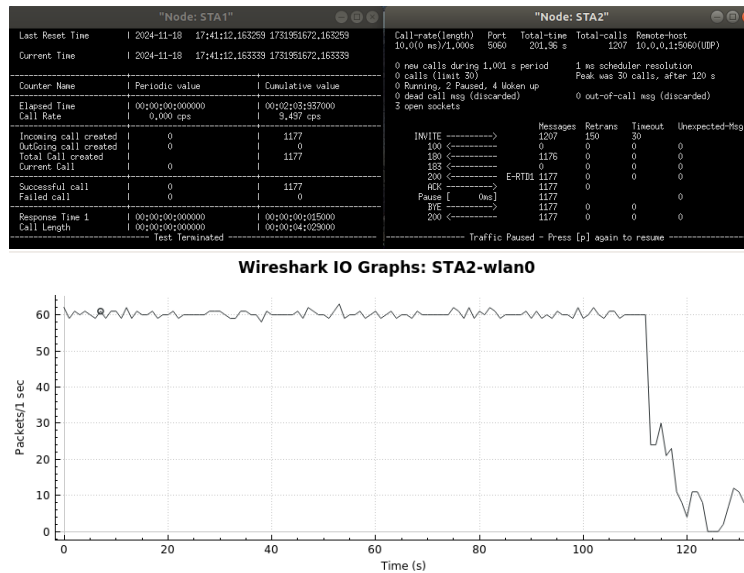 "Node: STA1"
Last Reset Time | 2024-11-18 17:41:12.163259 1731951672.163259
Current Time | 2024-11-18 17:41:12.163339 1731951672.163339
Counter Name | Periodic value | Cumulative value
Elapsed Time | 00:00:00:000000 | 00:02:03:937000
Call Rate | 0.000 cps | 9.497 cps
Incoming call created | 0 | 1177
OutGoing call created | 0 | 0
Total Call created | | 1177
Current Call | 0 |
Successful call | 0 | 1177
Failed call | 0 | 0
Response Time 1 | 00:00:00:000000 | 00:00:00:015000
Call Length | 00:00:00:000000 | 00:00:04:029000
Test Terminated
"Node: STA2"
Call-rate(length) Port Total-time Total-calls Remote-host
10.0(0 ms)/1.000s 5060 201.96 s 1207 10.0.0.1:5060(UDP)
0 new calls during 1.001 s period 1 ms scheduler resolution
0 calls (limit 30) Peak was 30 calls, after 120 s
0 Running, 2 Paused, 4 Woken up
0 dead call msg (discarded) 0 out-of-call msg (discarded)
3 open sockets
Messages Retrans Timeout Unexpected-Msg
INVITE ----------> 1207 150 30
100 <---------- 0 0 0 0
180 <---------- 1176 0 0 0
183 <---------- 0 0 0 0
200 <---------- E-RTD1 1177 0 0 0
ACK ----------> 1177 0
Pause [ 0ms] 1177 0
BYE ----------> 1177 0 0
200 <---------- 1177 0 0 0
Traffic Paused - Press [p] again to resume
Wireshark IO Graphs: STA2-wlan0
Packets/1 sec
60
50
40
30
20
10
0
0 20 40 60 80 100 120
Time (s)